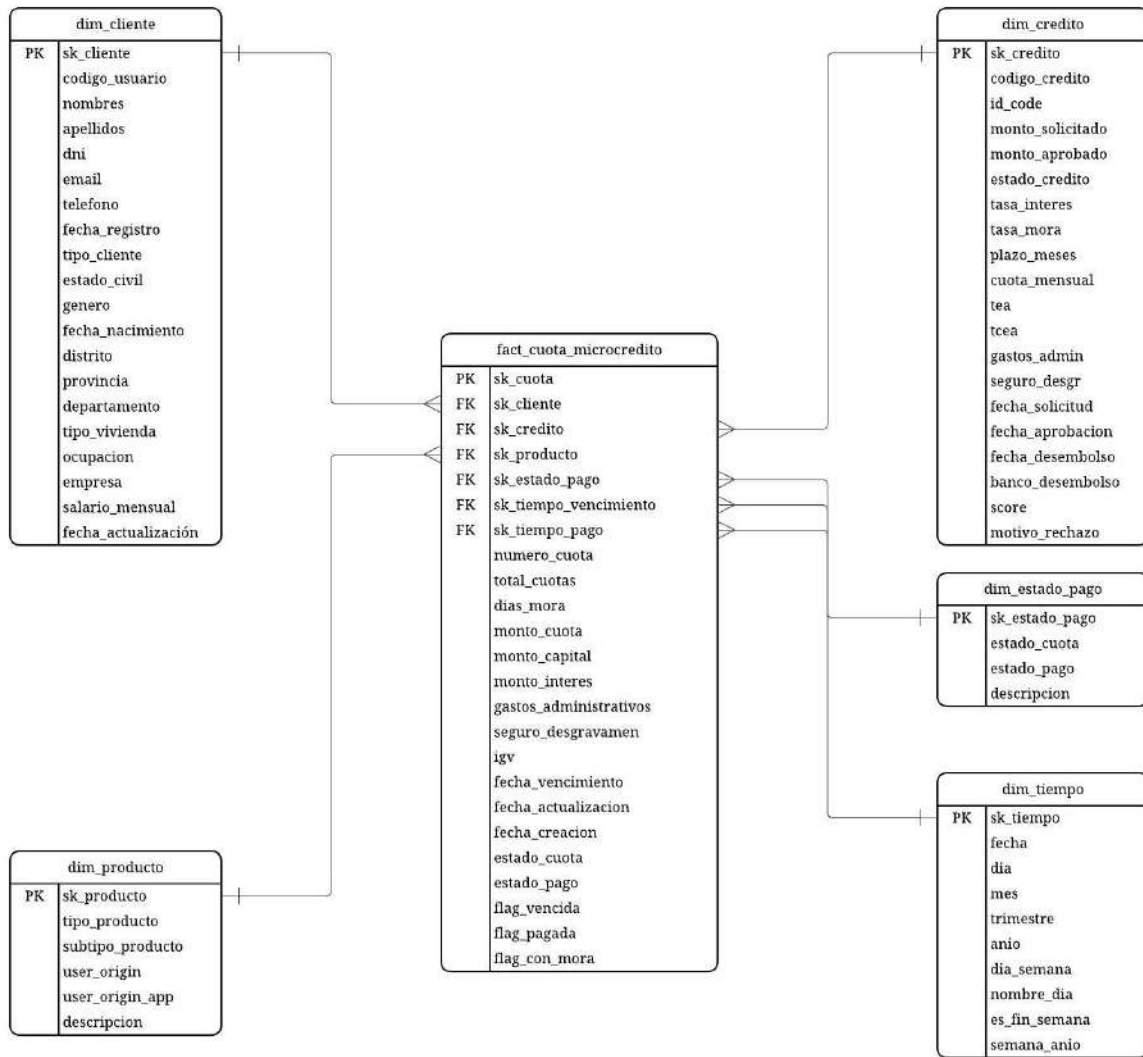 dim_cliente
PK sk_cliente
codigo_usuario
nombres
apellidos
dni
email
telefono
fecha_registro
tipo_cliente
estado_civil
genero
fecha_nacimiento
distrito
provincia
departamento
tipo_vivienda
ocupacion
empresa
salario_mensual
fecha_actualización
dim_producto
PK sk_producto
tipo_producto
subtipo_producto
user_origin
user_origin_app
descripcion
fact_cuota_microcredito
PK sk_cuota
FK sk_cliente
FK sk_credito
FK sk_producto
FK sk_estado_pago
FK sk_tiempo_vencimiento
FK sk_tiempo_pago
numero_cuota
total_cuotas
dias_mora
monto_cuota
monto_capital
monto_interes
gastos_administrativos
seguro_desgravamen
igv
fecha_vencimiento
fecha_actualizacion
fecha_creacion
estado_cuota
estado_pago
flag_vencida
flag_pagada
flag_con_mora
dim_credito
PK sk_credito
codigo_credito
id_code
monto_solicitado
monto_aprobado
estado_credito
tasa_interes
tasa_mora
plazo_meses
cuota_mensual
tea
tcea
gastos_admin
seguro_desgr
fecha_solicitud
fecha_aprobacion
fecha_desembolso
banco_desembolso
score
motivo_rechazo
dim_estado_pago
PK sk_estado_pago
estado_cuota
estado_pago
descripcion
dim_tiempo
PK sk_tiempo
fecha
dia
mes
trimestre
anio
dia_semana
nombre_dia
es_fin_semana
semana_anio